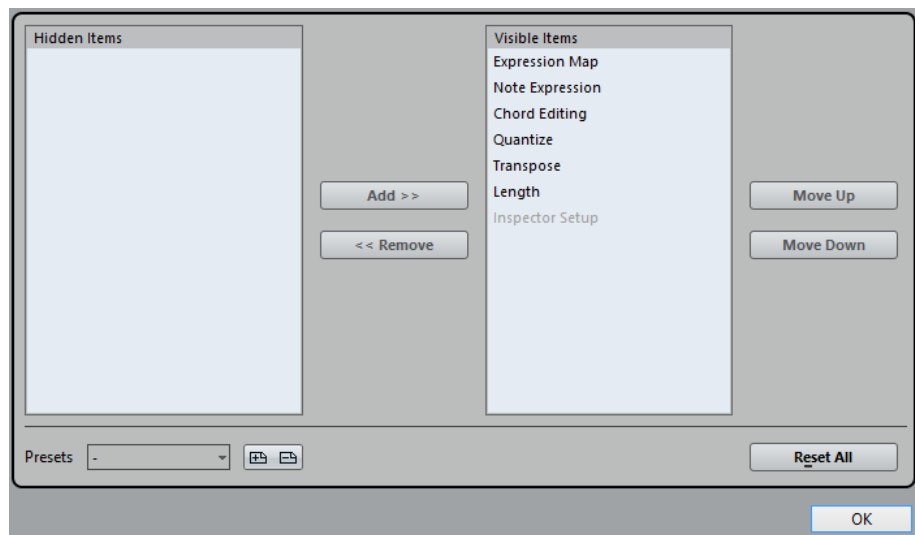 Hidden Items
Visible Items
Expression Map
Note Expression
Chord Editing
Quantize
Transpose
Length
Inspector Setup
Add >>
<< Remove
Move Up
Move Down
Presets
-
Reset All
OK